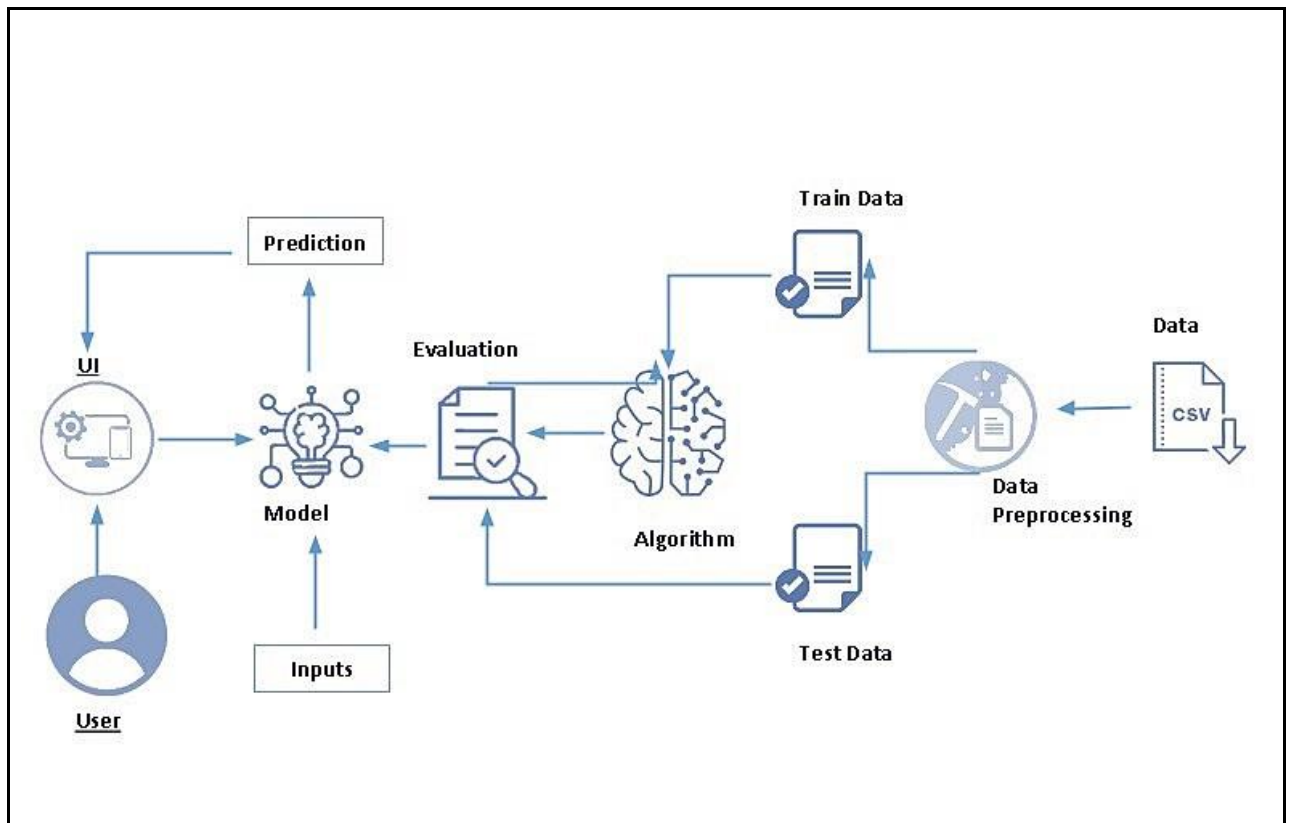 Train Data
Prediction
Data
Evaluation
UI
CSV
Data
Preprocessing
Model
Algorithm
Test Data
Inputs
User